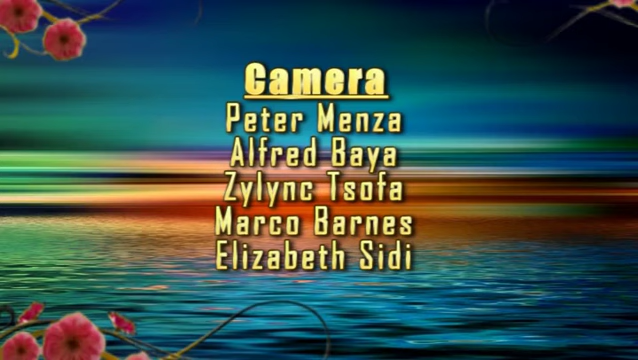 Camera
Peter Menza
Alfred Baya
Zylync Tsofa
Marco Barnes
Elizabeth Sidi